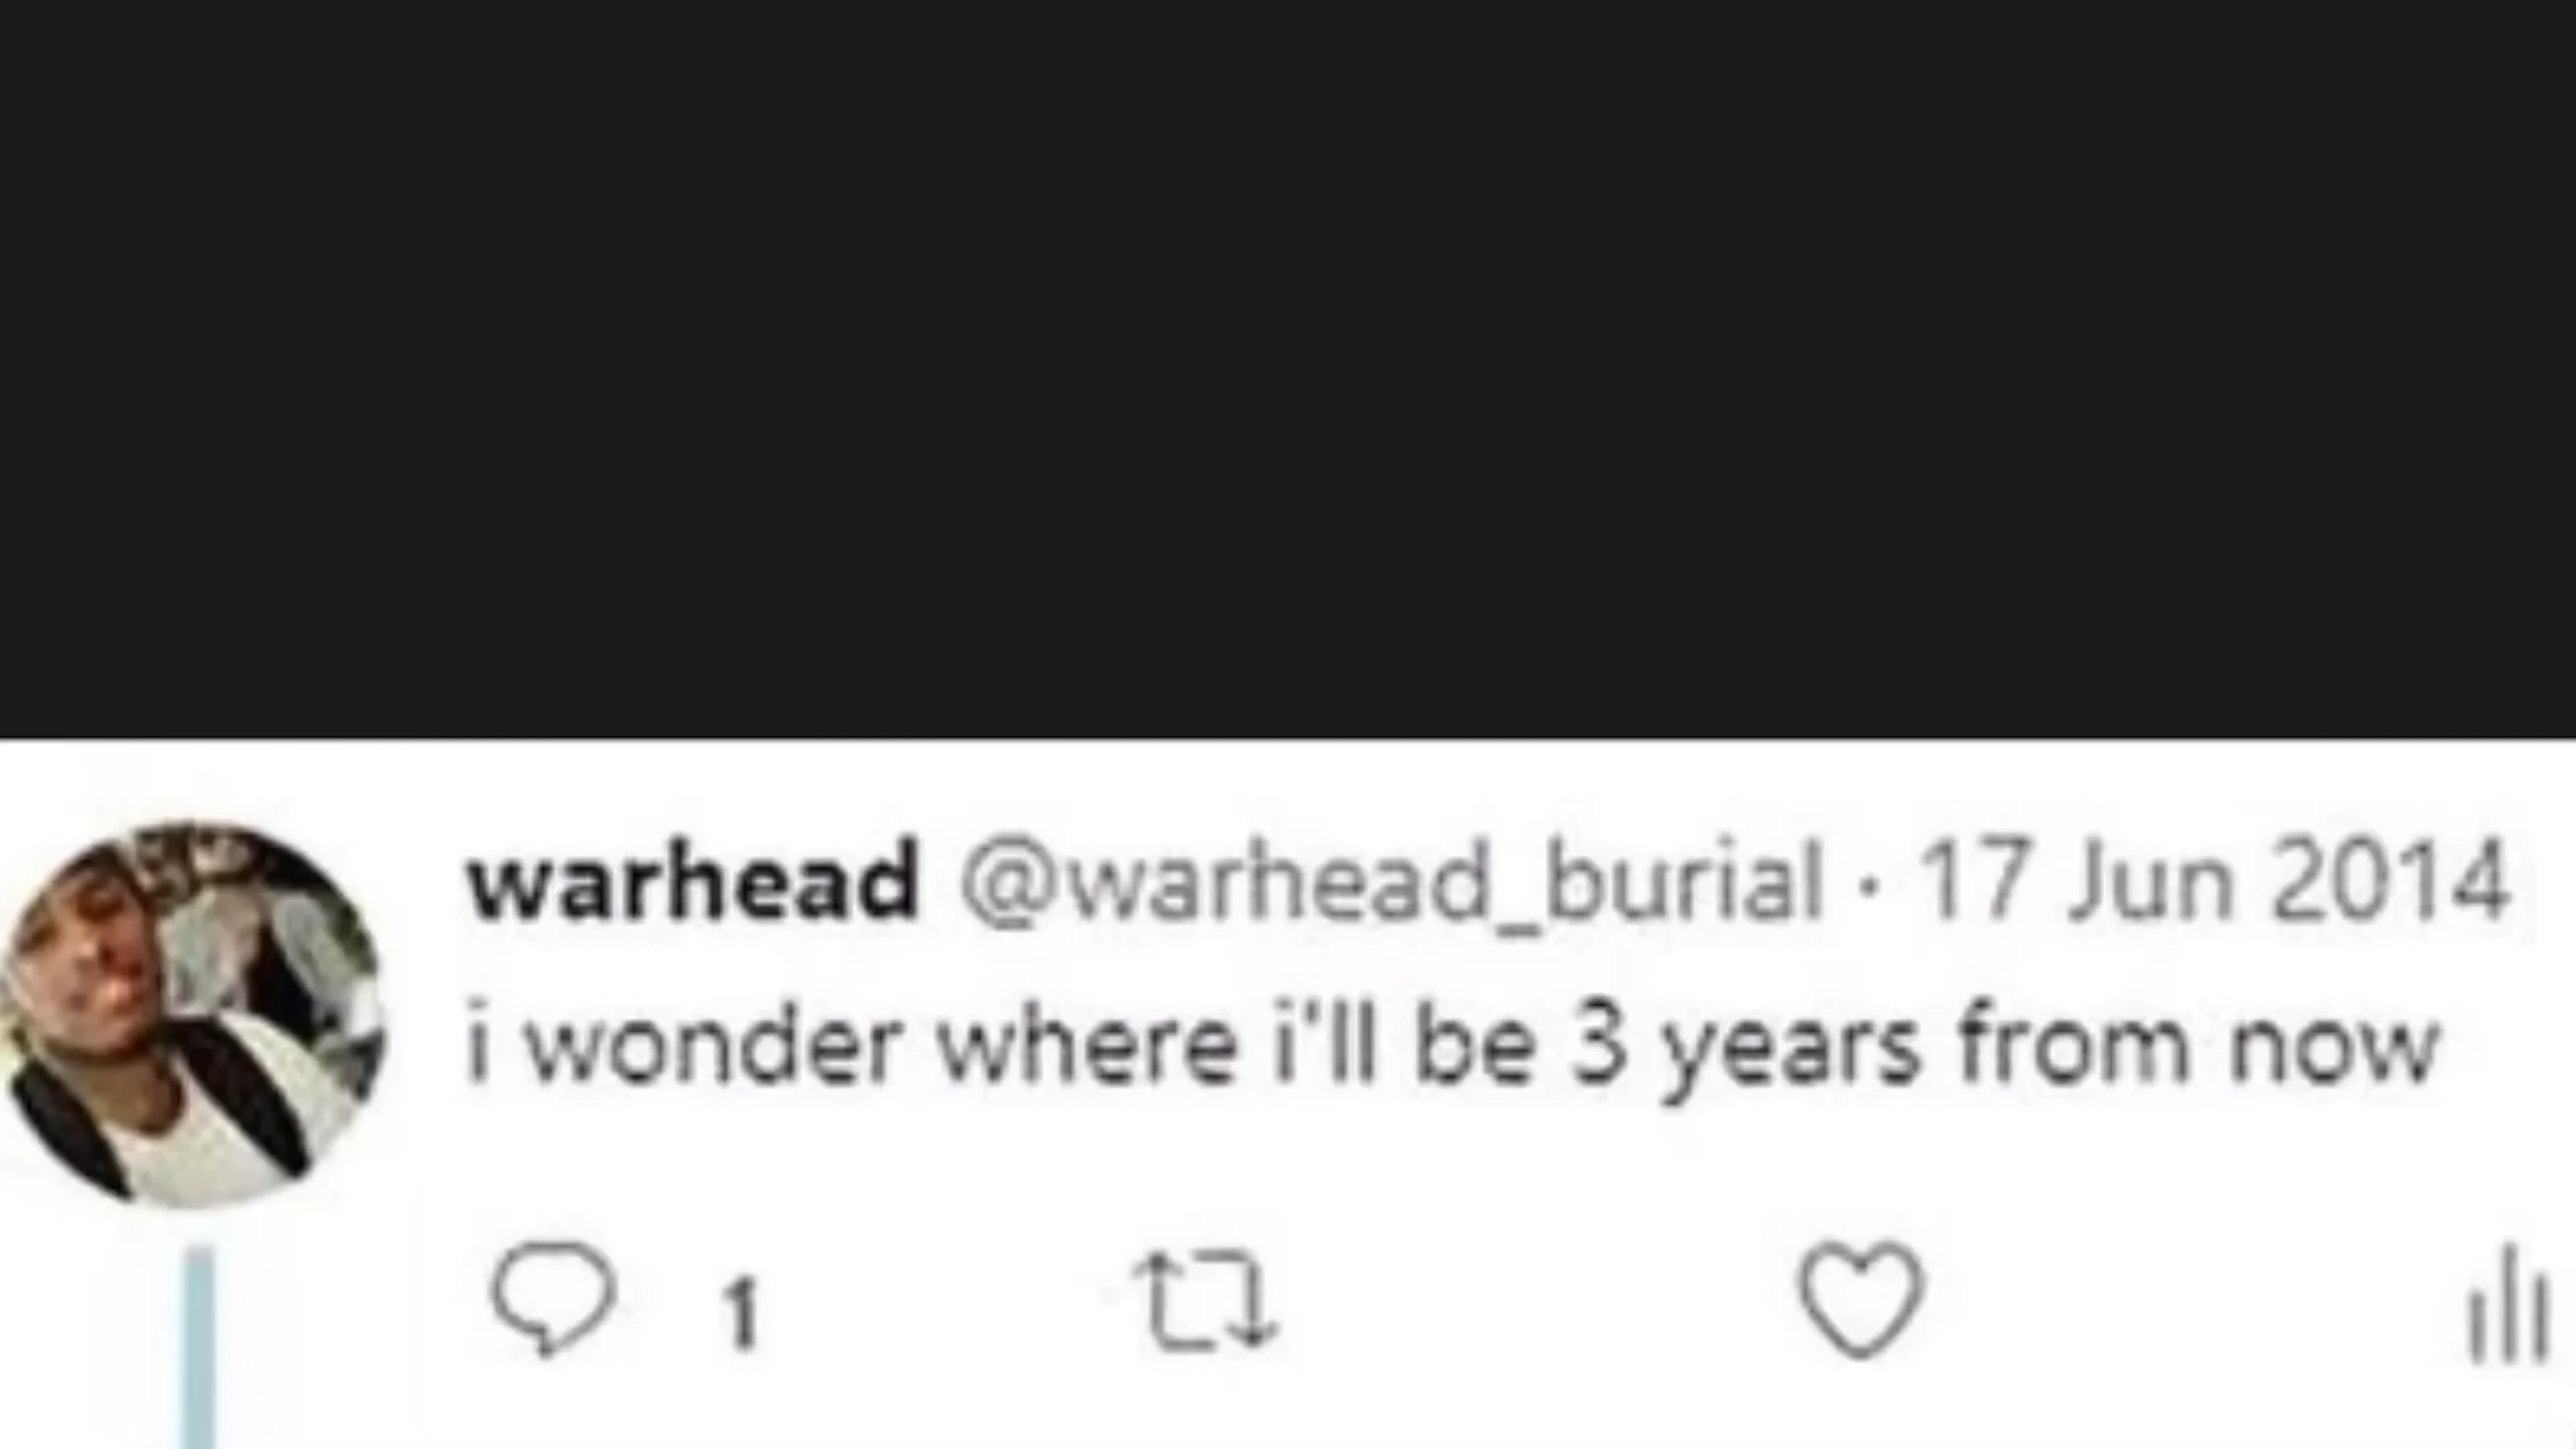 warhead @warhead_burial · 17 Jun 2014
i wonder where i'll be 3 years from now
1